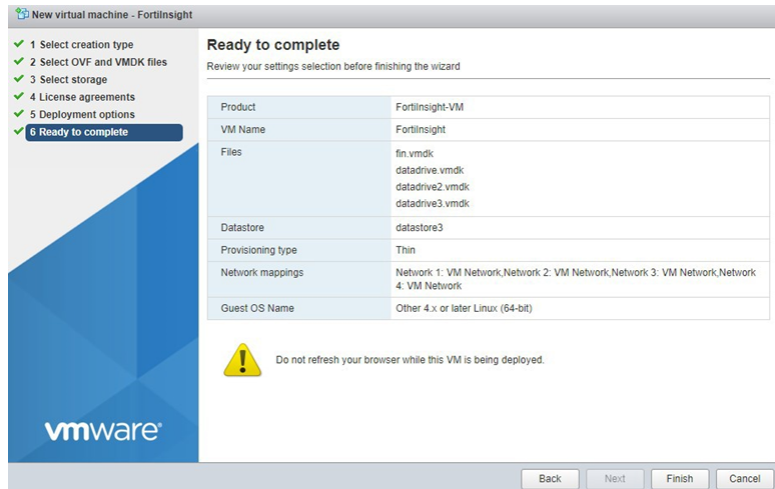 New virtual machine - FortiInsight
1 Select creation type
2 Select OVF and VMDK files
3 Select storage
4 License agreements
5 Deployment options
6 Ready to complete
Ready to complete
Review your settings selection before finishing the wizard
Product FortiInsight-VM
VM Name FortiInsight
Files fin.vmdk
datadrive.vmdk
datadrive2.vmdk
datadrive3.vmdk
Datastore datastore3
Provisioning type Thin
Network mappings Network 1: VM Network,Network 2: VM Network,Network 3: VM Network,Network
4: VM Network
Guest OS Name Other 4.x or later Linux (64-bit)
Do not refresh your browser while this VM is being deployed.
vmware®
Back Next Finish Cancel